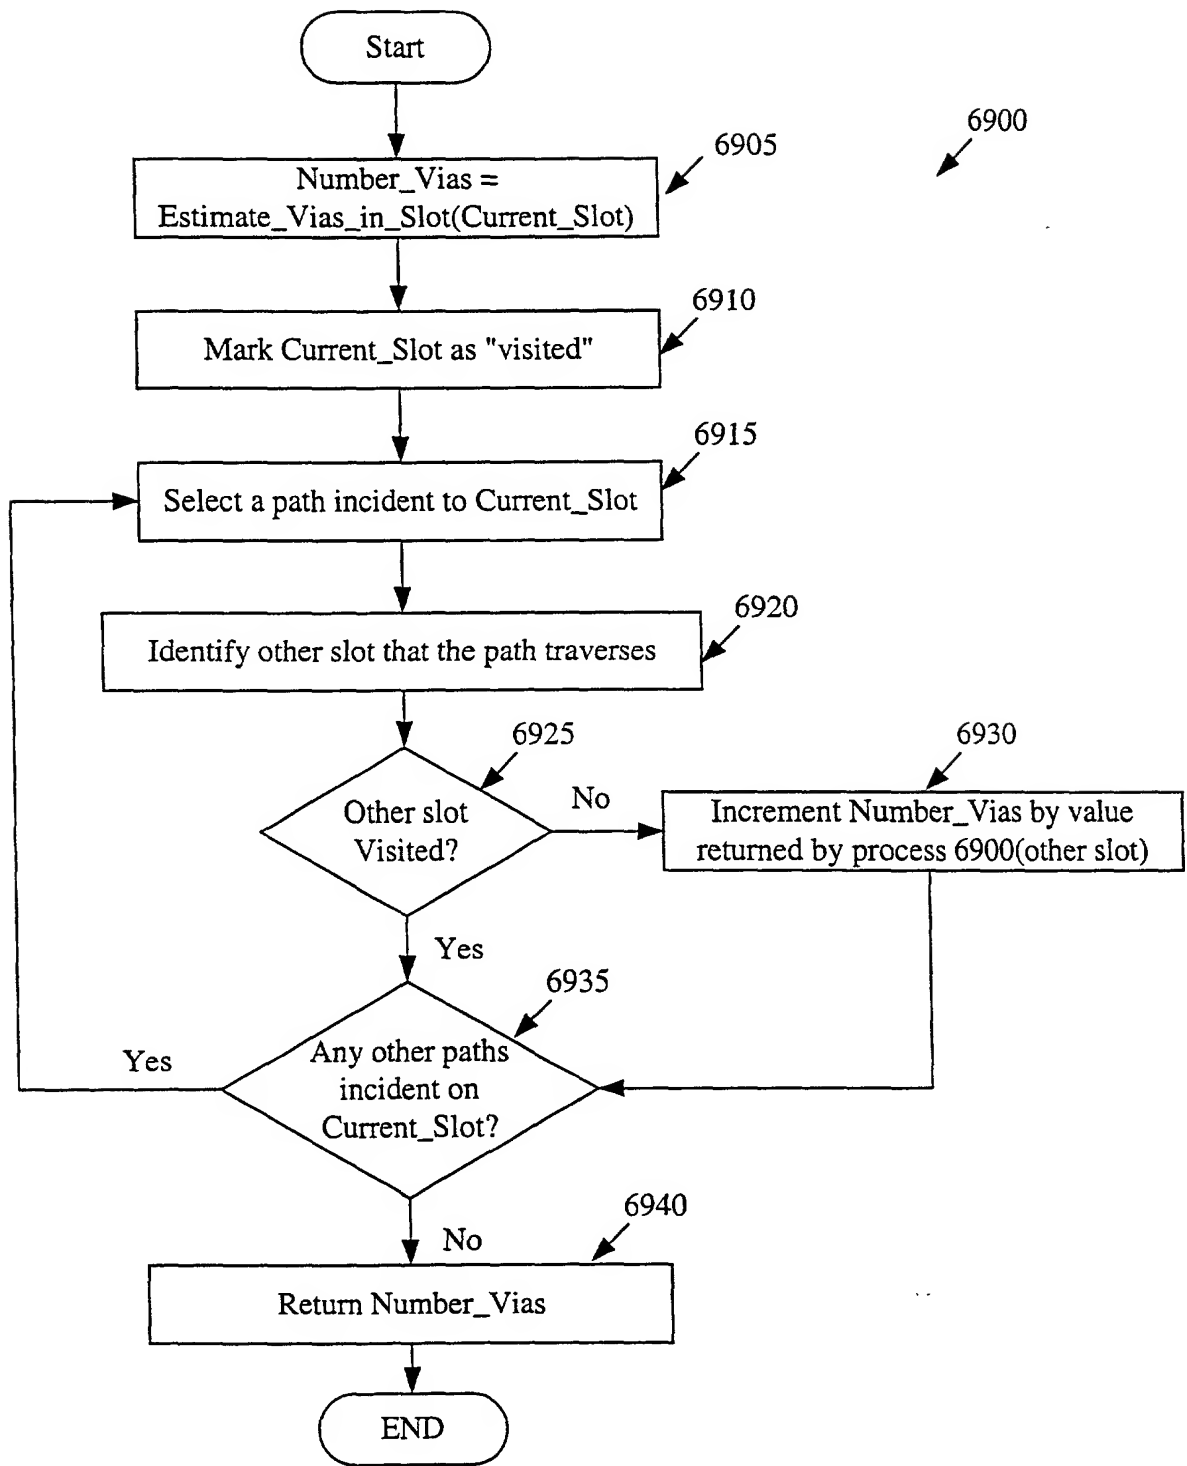 Start
6900
6905
Number_Vias =
Estimate_Vias_in_Slot(Current_Slot)
6910
Mark Current_Slot as "visited"
6915
Select a path incident to Current_Slot
6920
Identify other slot that the path traverses
6925
Other slot
Visited?
No
6930
Increment Number_Vias by value
returned by process 6900(other slot)
Yes
6935
Any other paths
incident on
Current_Slot?
Yes
No
6940
Return Number_Vias
END